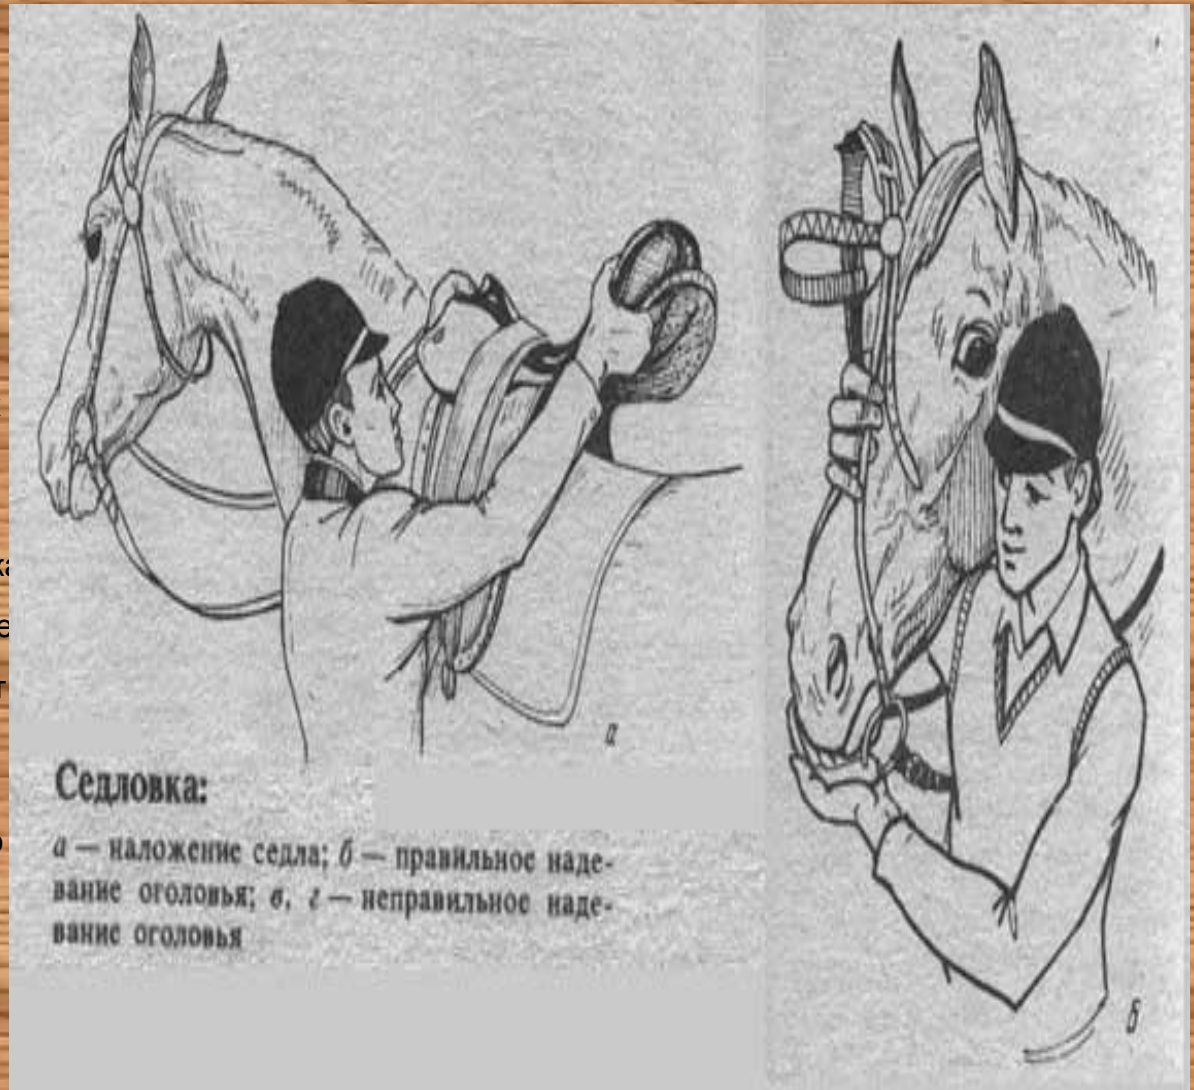 а
Седловка:
а — наложение седла; б — правильное наде-
вание оголовья; в, г — неправильное наде-
вание оголовья
б